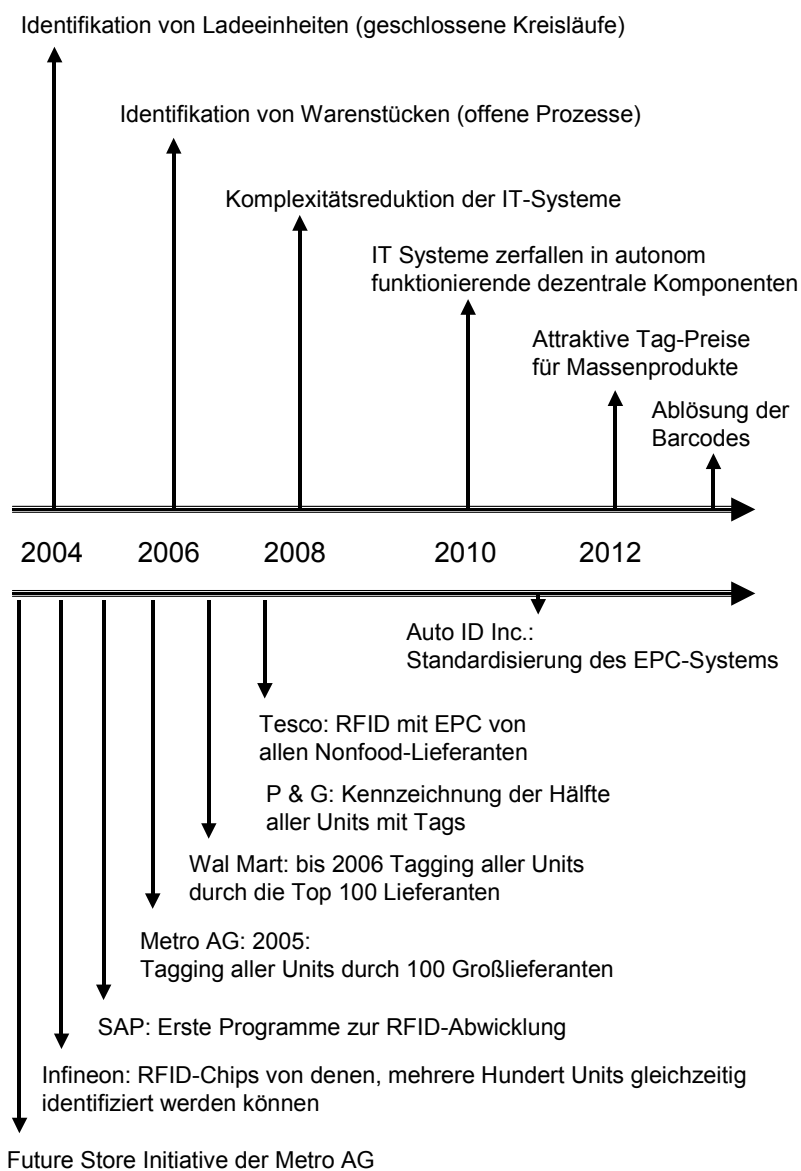 Identifikation von Ladeeinheiten (geschlossene Kreisläufe)
Identifikation von Warenstücken (offene Prozesse)
Komplexitätsreduktion der IT-Systeme
IT Systeme zerfallen in autonom
funktionierende dezentrale Komponenten
Attraktive Tag-Preise
für Massenprodukte
Ablösung der
Barcodes
2004 2006 2008 2010 2012
Auto ID Inc.:
Standardisierung des EPC-Systems
Tesco: RFID mit EPC von
allen Nonfood-Lieferanten
P & G: Kennzeichnung der Hälfte
aller Units mit Tags
Wal Mart: bis 2006 Tagging aller Units
durch die Top 100 Lieferanten
Metro AG: 2005:
Tagging aller Units durch 100 Großlieferanten
SAP: Erste Programme zur RFID-Abwicklung
Infineon: RFID-Chips von denen, mehrere Hundert Units gleichzeitig
identifiziert werden können
Future Store Initiative der Metro AG